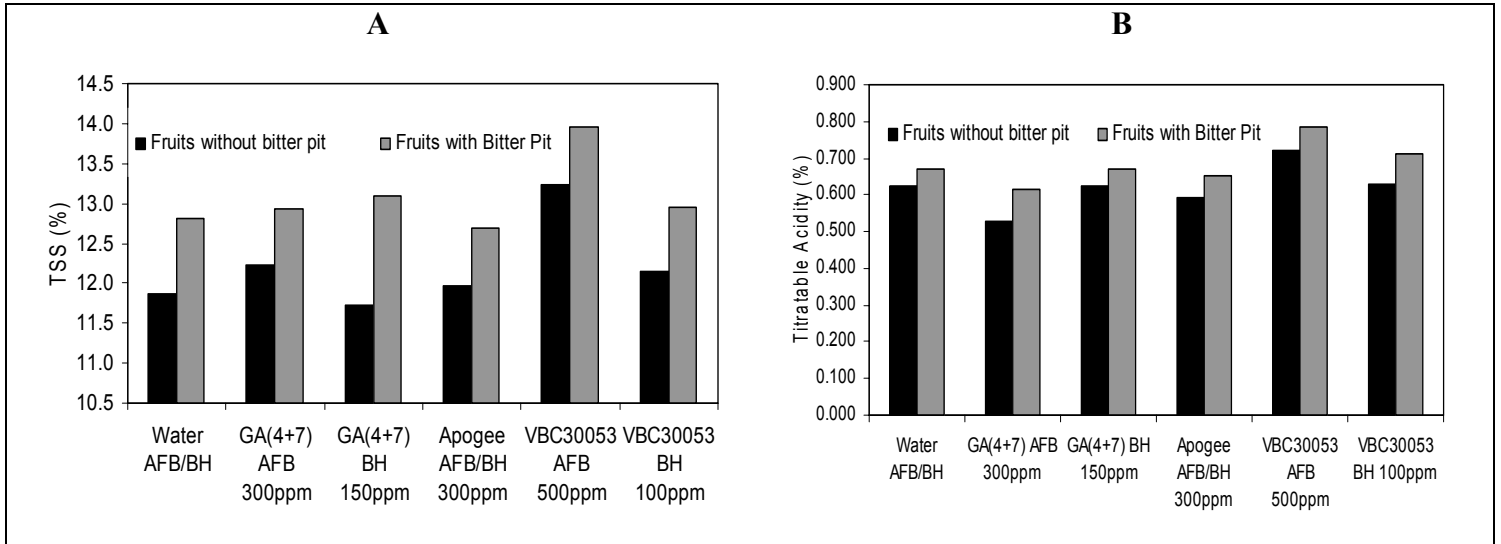 A
14.5
14.0
13.5
13.0
12.5
12.0
11.5
11.0
10.5
TSS (%)
Fruits without bitter pit Fruits with Bitter Pit
Water AFB/BH
GA(4+7) AFB 300ppm
GA(4+7) BH 150ppm
Apogee AFB/BH 300ppm
VBC30053 AFB 500ppm
VBC30053 BH 100ppm
B
0.900
0.800
0.700
0.600
0.500
0.400
0.300
0.200
0.100
0.000
Titratable Acidity (%)
Fruits without bitter pit Fruits with Bitter Pit
Water AFB/BH
GA(4+7) AFB 300ppm
GA(4+7) BH 150ppm
Apogee AFB/BH 300ppm
VBC30053 AFB 500ppm
VBC30053 BH 100ppm